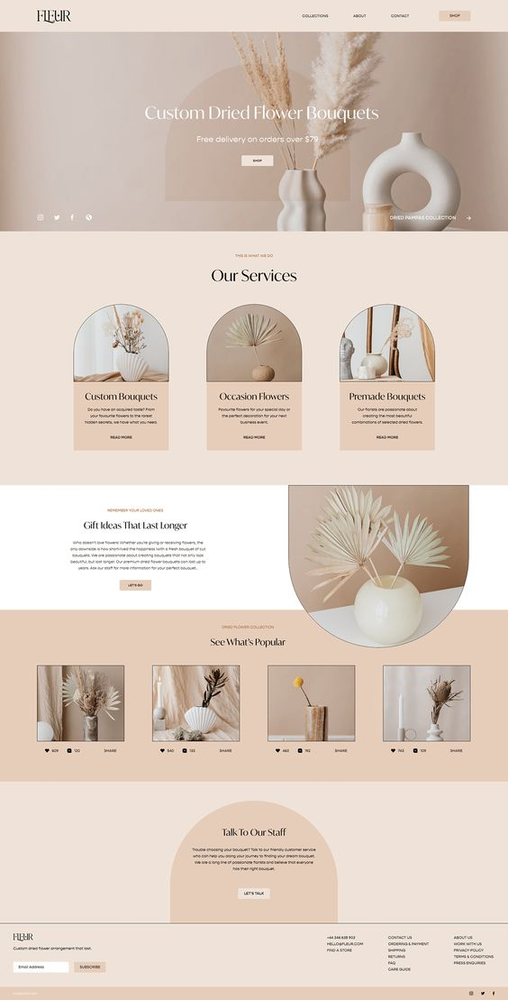 FLEUR
COLLECTIONS
ABOUT
CONTACT
SHOP
Custom Dried Flower Bouquets
Free delivery on orders over $79
SHOP
DRIED PAMPAS COLLECTION →
THIS IS WHAT WE DO
Our Services
Custom Bouquets
Do you have an acquired taste? From
your favourite flowers to the rarest
hidden secrets, we have what you need.
READ MORE
Occasion Flowers
Favourite flowers for your special day or
the perfect decoration for your next
business event.
READ MORE
Premade Bouquets
Our florists are passionate about
creating the most beautiful
combinations of selected dried flowers.
READ MORE
REMEMBER YOUR LOVED ONES
Gift Ideas That Last Longer
Who doesn't love flowers! Whether you're giving or receiving flowers, the
only downside is how short-lived the happiness with a fresh bouquet of cut
bouquets. We are passionate about creating bouquets that not only look
beautiful, but last longer. Our premium dried flower bouquets can last up to
years. Ask our staff for more information for your perfect bouquet.
LET'S GO
DRIED FLOWER COLLECTION
See What's Popular
609 120 SHARE
540 133 SHARE
463 192 SHARE
743 109 SHARE
Talk To Our Staff
Trouble choosing your bouquet? Talk to our friendly customer service
who can help you along your journey to finding your dream bouquet.
We are a long line of passionate florists and believe that everyone
has their right bouquet.
LET'S TALK
FLEUR
Custom dried flower arrangement that last.
Email Address
SUBSCRIBE
+44 346 638 903
HELLO@FLEUR.COM
FIND A STORE
CONTACT US
ORDERING & PAYMENT
SHIPPING
RETURNS
FAQ
CARE GUIDE
ABOUT US
WORK WITH US
PRIVACY POLICY
TERMS & CONDITIONS
PRESS ENQUIRIES